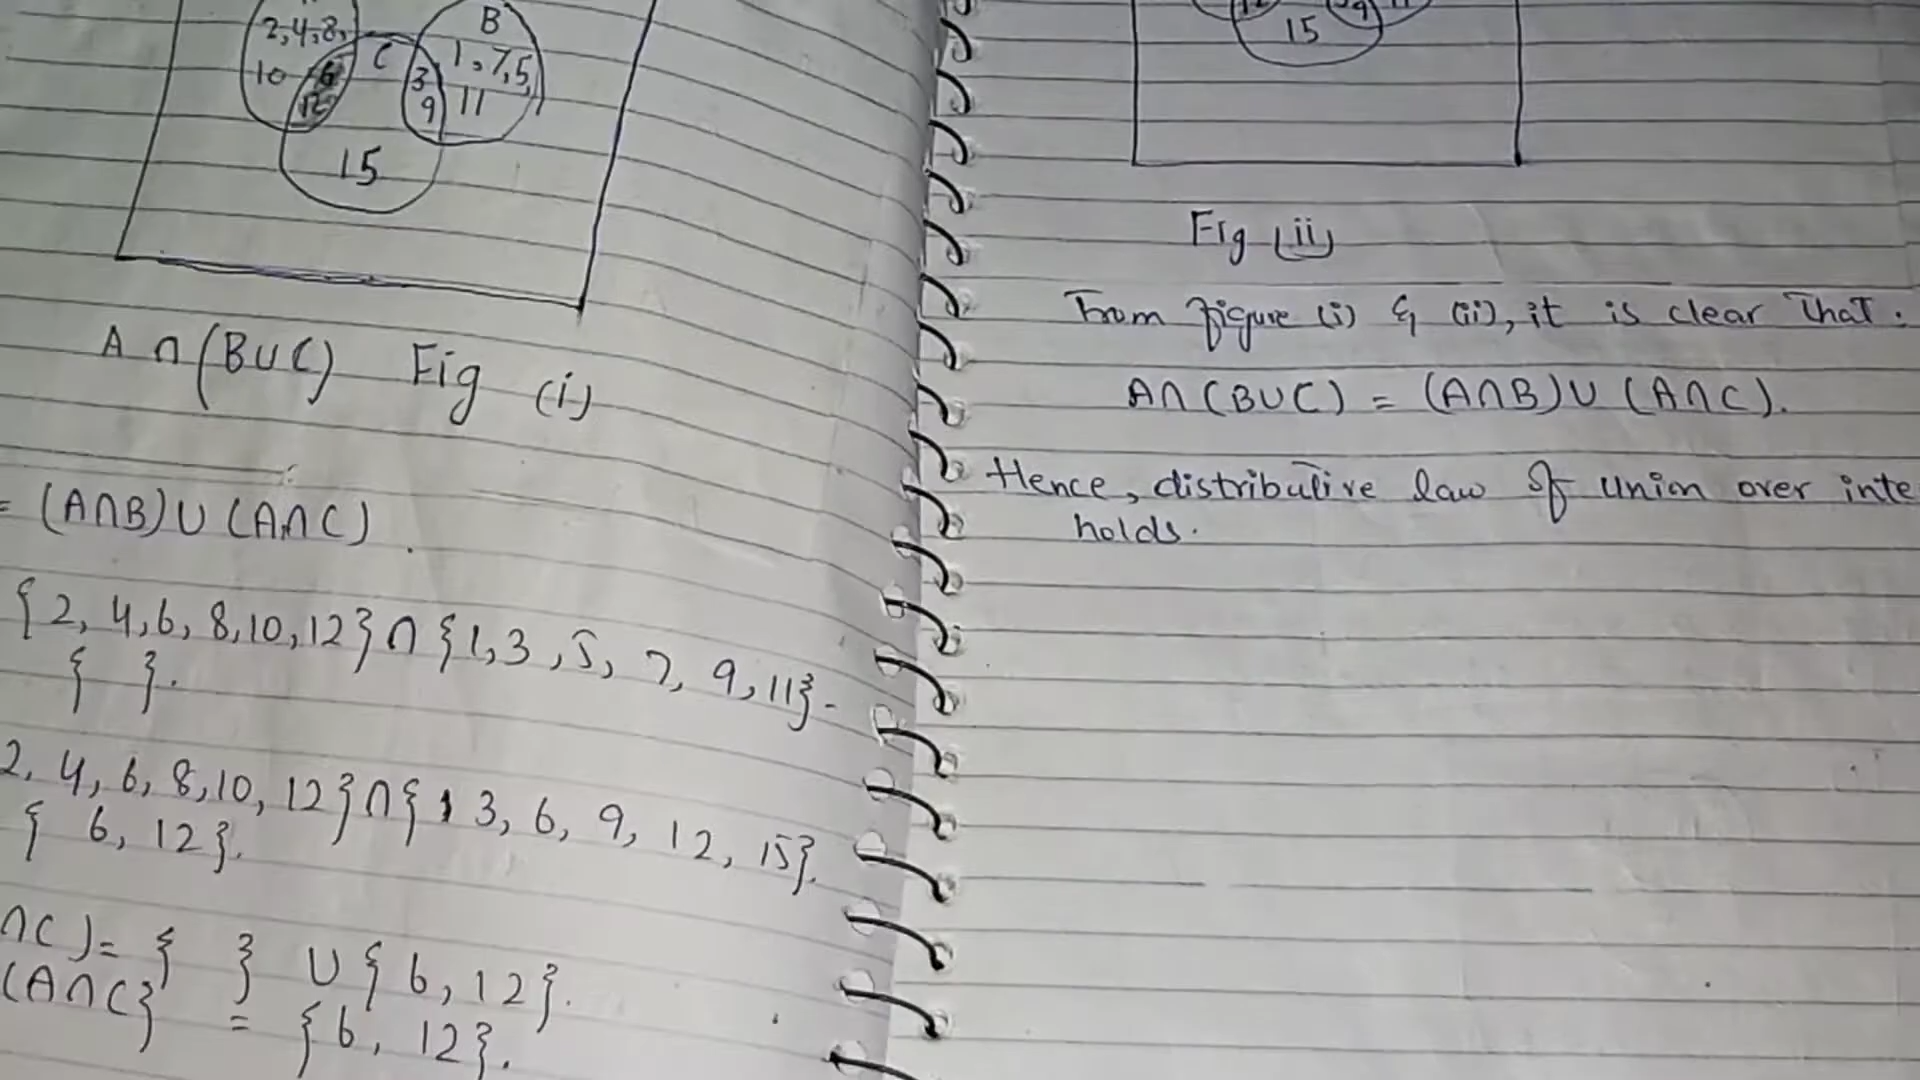 2,4,8,
10 6
12
C
B
3 1,7,5,
9 11
15
A∩(B∪C) Fig (i)
= (A∩B)∪(A∩C).
{2, 4,6, 8,10,12}∩{1,3,5, 7, 9,11}.
{ }.
2, 4, 6, 8,10, 12}∩{ 3, 6, 9, 12, 15}.
{ 6, 12}.
∩C)= { } ∪ { 6, 12}.
(A∩C} = {6, 12}.
9
15
Fig (ii)
From figure (i) & (ii), it is clear that:
A∩(B∪C) = (A∩B)∪(A∩C).
Hence, distributive law of union over inte
holds.